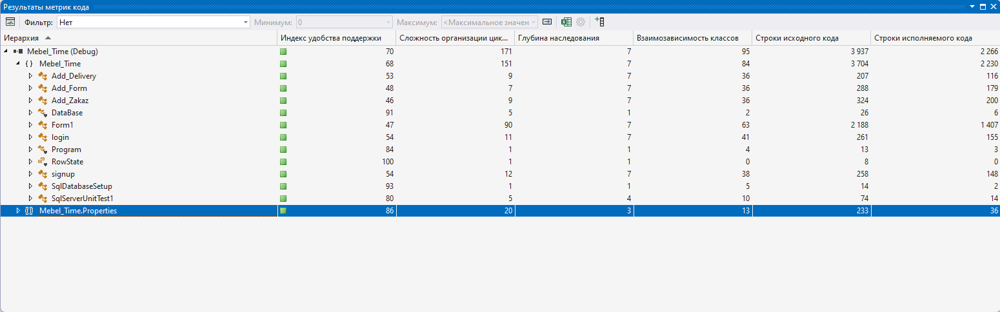 Результаты метрик кода
Фильтр: Нет Минимум: 0 Максимум: <Максимальное значен
Иерархия Индекс удобства поддержки Сложность организации цик... Глубина наследования Взаимозависимость классов Строки исходного кода Строки исполняемого кода
Mebel_Time (Debug) 70 171 7 95 3 937 2 266
{ } Mebel_Time 68 151 7 84 3 704 2 230
Add_Delivery 53 9 7 36 207 116
Add_Form 48 7 7 36 288 179
Add_Zakaz 46 9 7 36 324 200
DataBase 91 5 1 2 26 6
Form1 47 90 7 63 2 188 1 407
login 54 11 7 41 261 155
Program 84 1 1 4 13 3
RowState 100 1 1 0 8 0
signup 54 12 7 38 258 148
SqlDatabaseSetup 93 1 1 5 14 2
SqlServerUnitTest1 80 5 4 10 74 14
Mebel_Time.Properties 86 20 3 13 233 36